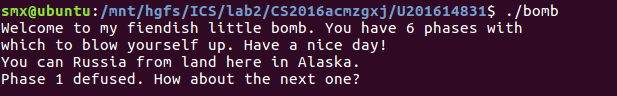 smx@ubuntu:/mnt/hgfs/ICS/lab2/CS2016acmzgxj/U201614831$ ./bomb
Welcome to my fiendish little bomb. You have 6 phases with
which to blow yourself up. Have a nice day!
You can Russia from land here in Alaska.
Phase 1 defused. How about the next one?